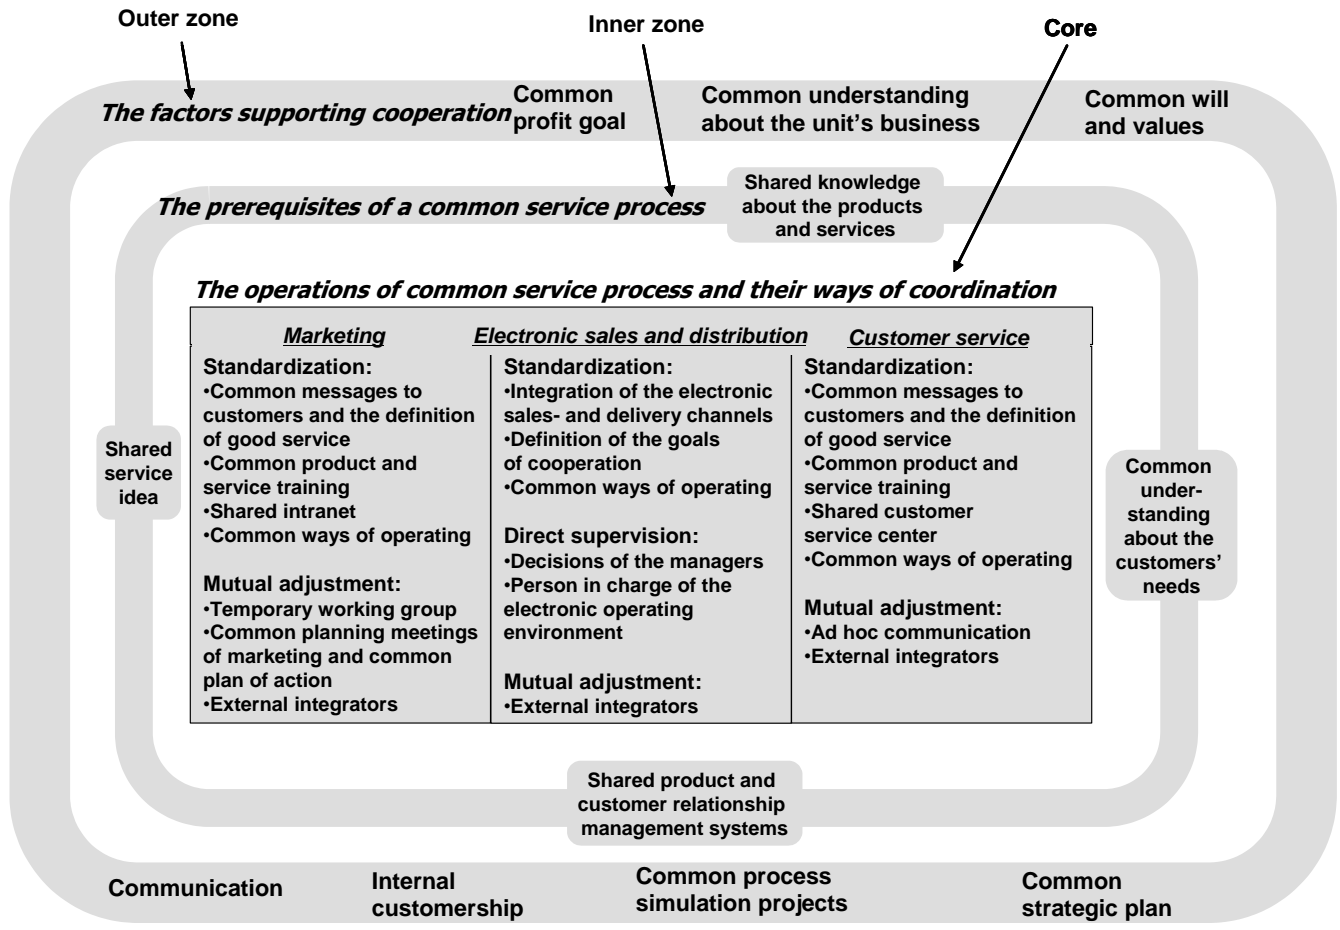 Outer zone
Inner zone
Core
The factors supporting cooperation
Common
profit goal
Common understanding
about the unit's business
Common will
and values
The prerequisites of a common service process
Shared knowledge
about the products
and services
The operations of common service process and their ways of coordination
Marketing
Standardization:
•Common messages to
customers and the definition
of good service
•Common product and
service training
•Shared intranet
•Common ways of operating
Mutual adjustment:
•Temporary working group
•Common planning meetings
of marketing and common
plan of action
•External integrators
Electronic sales and distribution
Standardization:
•Integration of the electronic
sales- and delivery channels
•Definition of the goals
of cooperation
•Common ways of operating
Direct supervision:
•Decisions of the managers
•Person in charge of the
electronic operating
environment
Mutual adjustment:
•External integrators
Customer service
Standardization:
•Common messages to
customers and the definition
of good service
•Common product and
service training
•Shared customer
service center
•Common ways of operating
Mutual adjustment:
•Ad hoc communication
•External integrators
Shared
service
idea
Common
under-
standing
about the
customers'
needs
Shared product and
customer relationship
management systems
Communication
Internal
customership
Common process
simulation projects
Common
strategic plan